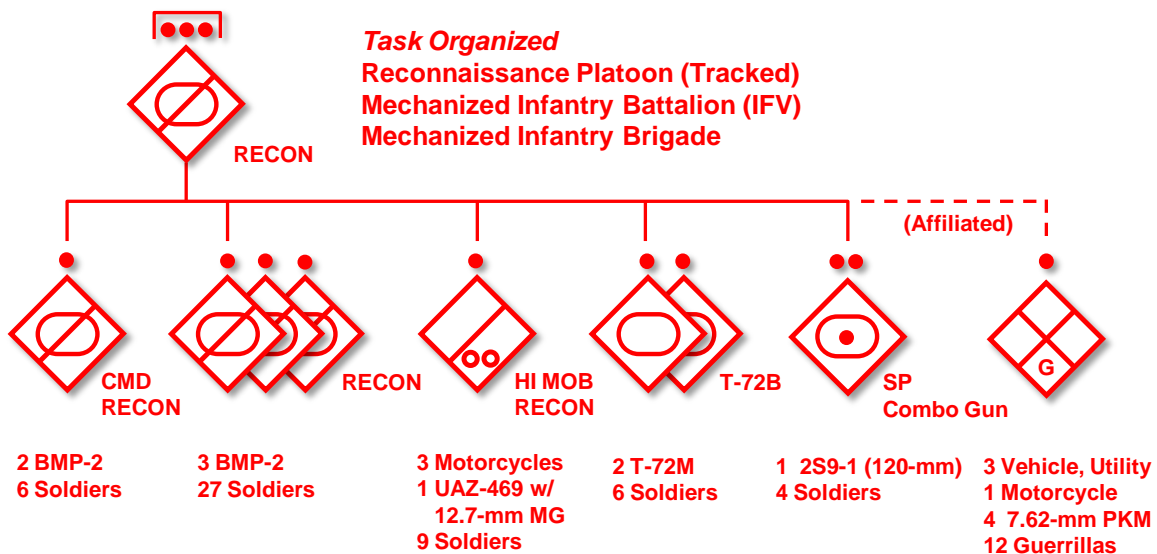 Task Organized
Reconnaissance Platoon (Tracked)
Mechanized Infantry Battalion (IFV)
Mechanized Infantry Brigade
RECON
(Affiliated)
CMD
RECON
RECON
HI MOB
RECON
T-72B
SP
Combo Gun
G
2 BMP-2
6 Soldiers
3 BMP-2
27 Soldiers
3 Motorcycles
1 UAZ-469 w/
12.7-mm MG
9 Soldiers
2 T-72M
6 Soldiers
1 2S9-1 (120-mm)
4 Soldiers
3 Vehicle, Utility
1 Motorcycle
4 7.62-mm PKM
12 Guerrillas